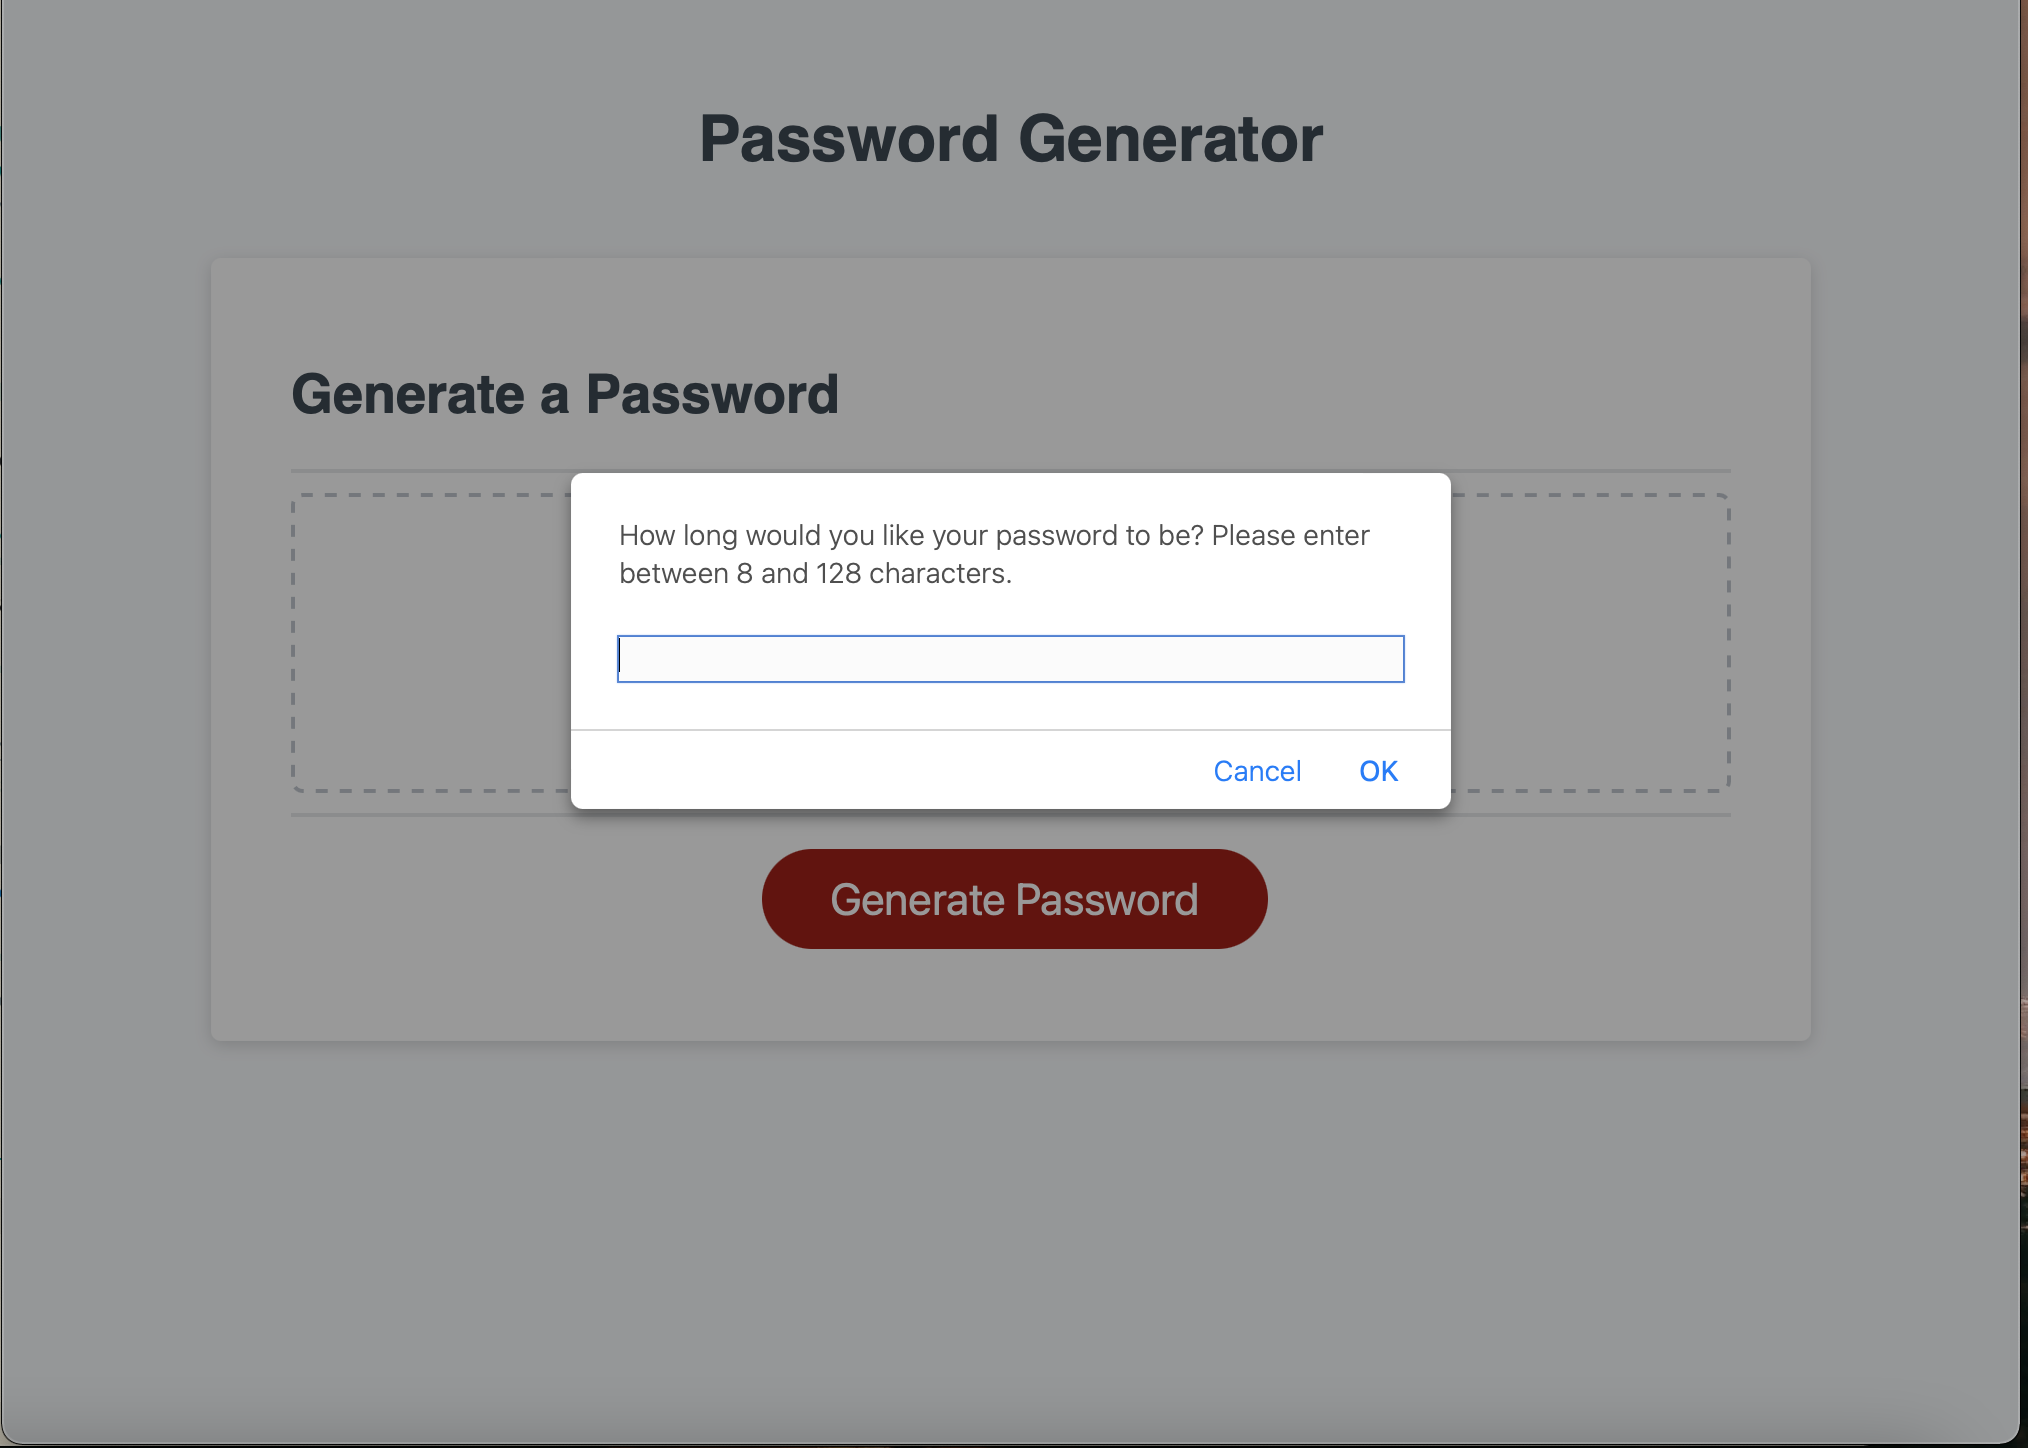 Password Generator
Generate a Password
How long would you like your password to be? Please enter
between 8 and 128 characters.
Cancel OK
Generate Password